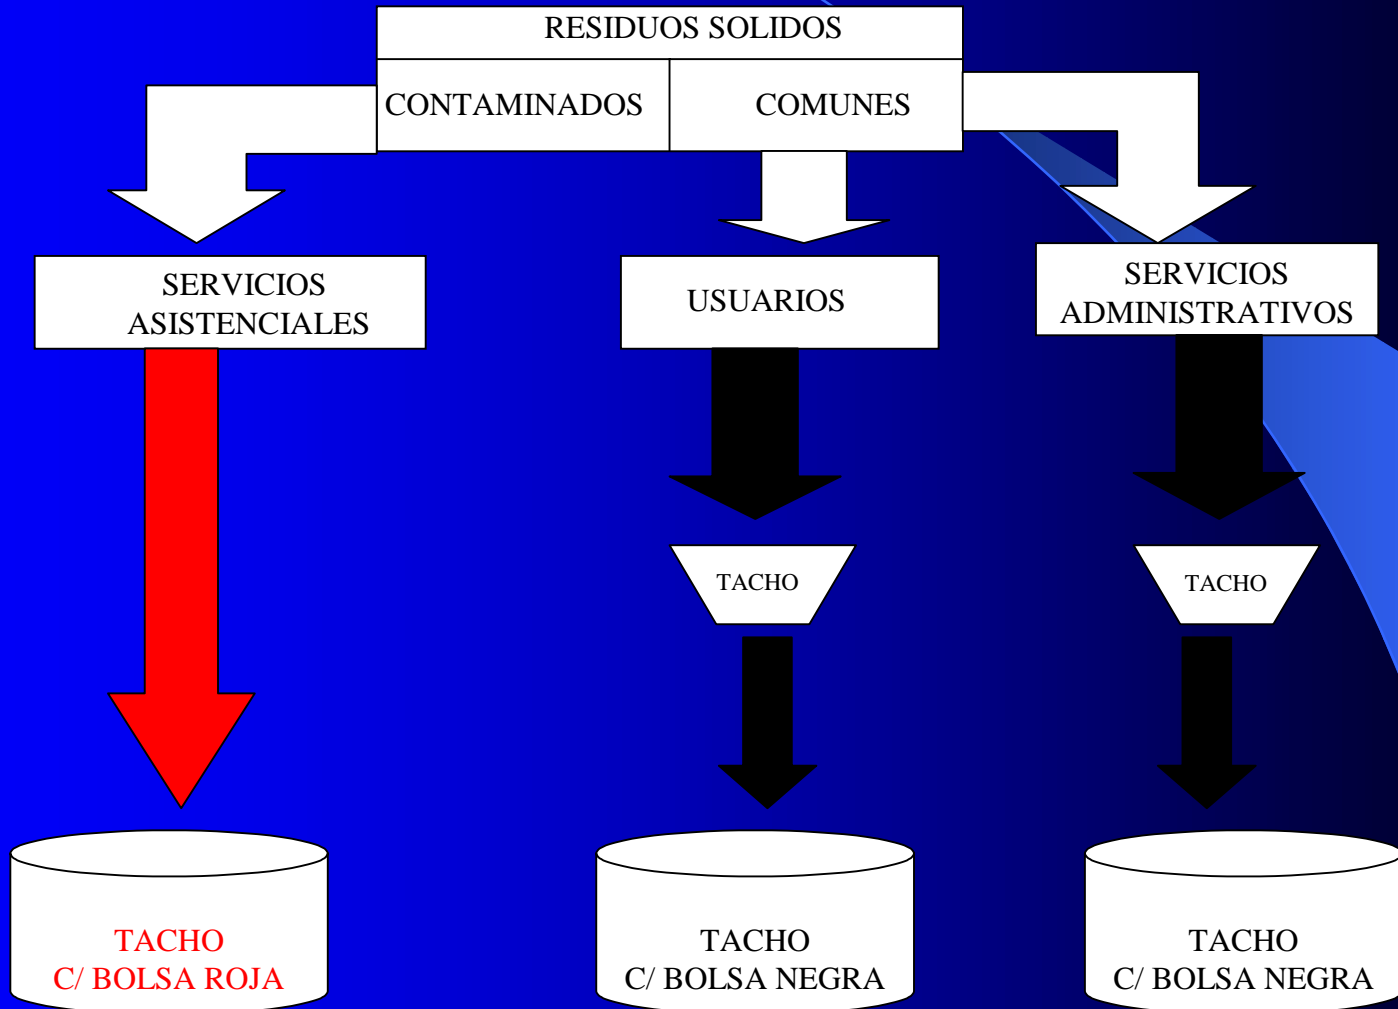 RESIDUOS SOLIDOS
CONTAMINADOS
COMUNES
SERVICIOS
ASISTENCIALES
USUARIOS
SERVICIOS
ADMINISTRATIVOS
TACHO
TACHO
TACHO
C/ BOLSA ROJA
TACHO
C/ BOLSA NEGRA
TACHO
C/ BOLSA NEGRA